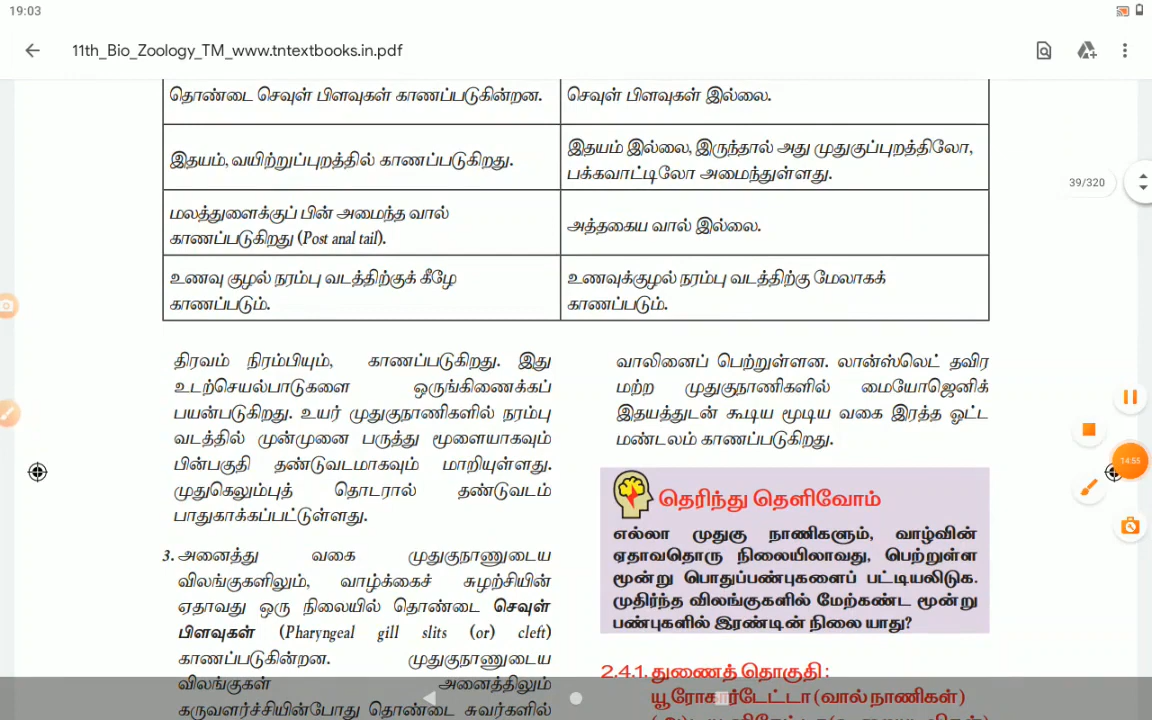 19:03
11th_Bio_Zoology_TM_www.tntextbooks.in.pdf
தொண்டை செவுள் பிளவுகள் காணப்படுகின்றன.
செவுள் பிளவுகள் இல்லை.
இதயம், வயிற்றுப்புறத்தில் காணப்படுகிறது.
இதயம் இல்லை, இருந்தால் அது முதுகுப்புறத்திலோ,
பக்கவாட்டிலோ அமைந்துள்ளது.
மலத்துளைக்குப் பின் அமைந்த வால்
காணப்படுகிறது (Post anal tail).
அத்தகைய வால் இல்லை.
உணவு குழல் நரம்பு வடத்திற்குக் கீழே
காணப்படும்.
உணவுக்குழல் நரம்பு வடத்திற்கு மேலாகக்
காணப்படும்.
39/320
திரவம் நிரம்பியும், காணப்படுகிறது. இது
உடற்செயல்பாடுகளை ஒருங்கிணைக்கப்
பயன்படுகிறது. உயர் முதுகுநாணிகளில் நரம்பு
வடத்தில் முன்முனை பருத்து மூளையாகவும்
பின்பகுதி தண்டுவடமாகவும் மாறியுள்ளது.
முதுகெலும்புத் தொடரால் தண்டுவடம்
பாதுகாக்கப்பட்டுள்ளது.
3. அனைத்து வகை முதுகுநாணுடைய
விலங்குகளிலும், வாழ்க்கைச் சுழற்சியின்
ஏதாவது ஒரு நிலையில் தொண்டை செவுள்
பிளவுகள் (Pharyngeal gill slits (or) cleft)
காணப்படுகின்றன. முதுகுநாணுடைய
விலங்குகள் அனைத்திலும்
கருவளர்ச்சியின்போது தொண்டை சுவர்களில்
வாலினைப் பெற்றுள்ளன. லான்ஸ்லெட் தவிர
மற்ற முதுகுநாணிகளில் மையோஜெனிக்
இதயத்துடன் கூடிய மூடிய வகை இரத்த ஓட்ட
மண்டலம் காணப்படுகிறது.
தெரிந்து தெளிவோம்
எல்லா முதுகு நாணிகளும், வாழ்வின்
ஏதாவதொரு நிலையிலாவது, பெற்றுள்ள
மூன்று பொதுப்பண்புகளைப் பட்டியலிடுக.
முதிர்ந்த விலங்குகளில் மேற்கண்ட மூன்று
பண்புகளில் இரண்டின் நிலை யாது?
2.4.1. துணைத் தொகுதி:
யூரோகார்டேட்டா (வால் நாணிகள்)
14:55